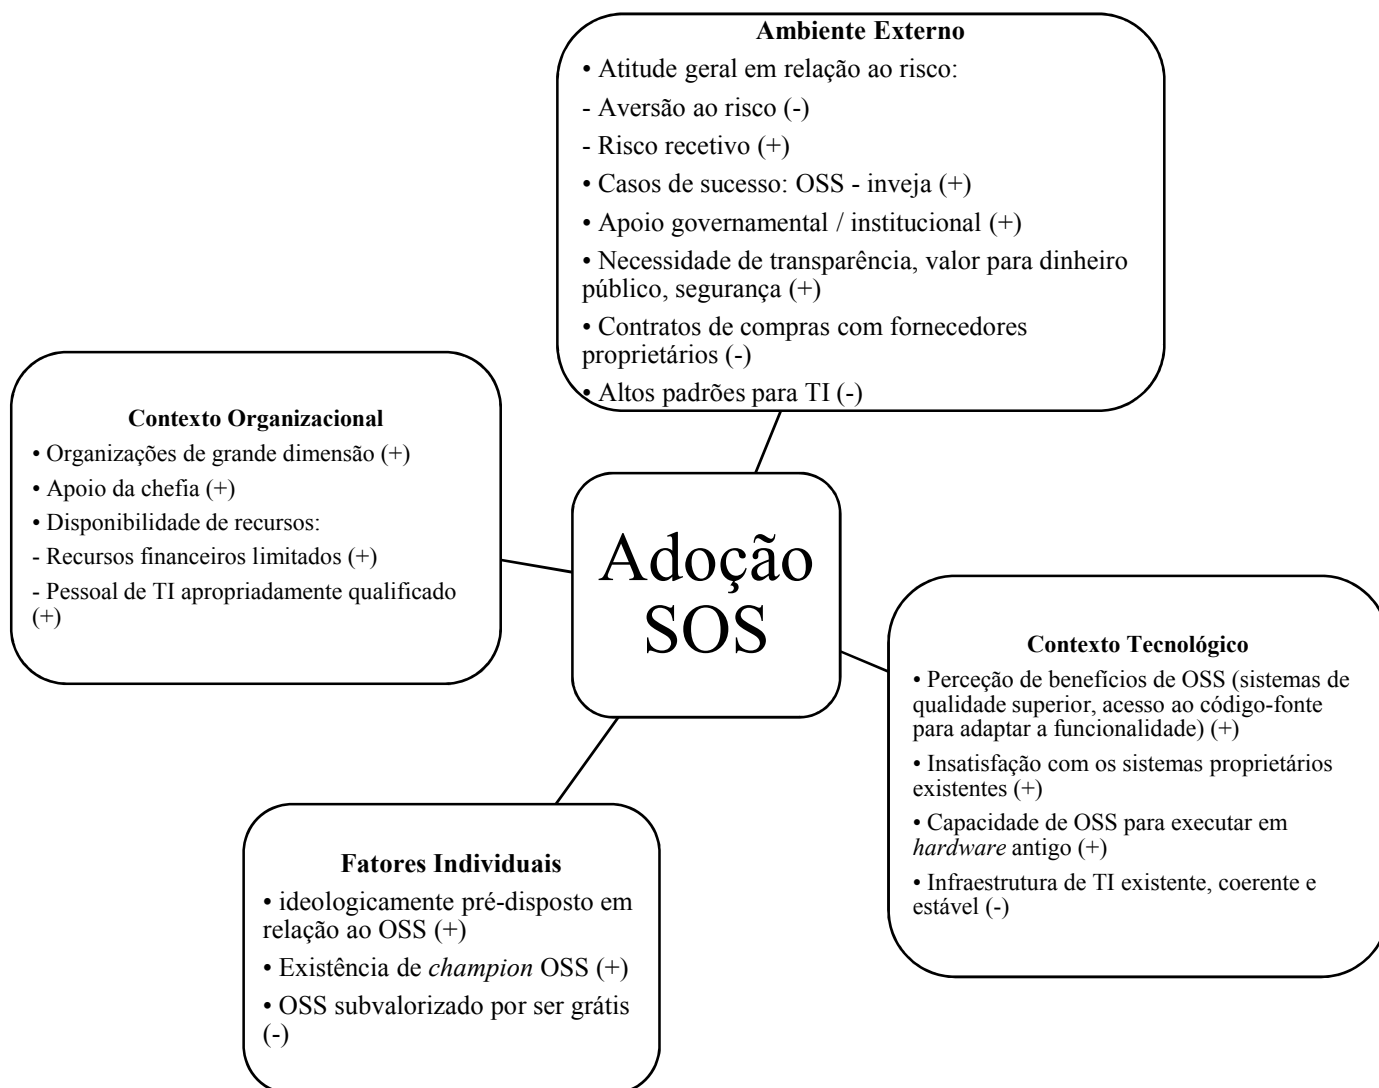 Ambiente Externo
• Atitude geral em relação ao risco:
- Aversão ao risco (-)
- Risco recetivo (+)
• Casos de sucesso: OSS - inveja (+)
• Apoio governamental / institucional (+)
• Necessidade de transparência, valor para dinheiro
público, segurança (+)
• Contratos de compras com fornecedores
proprietários (-)
• Altos padrões para TI (-)
Contexto Organizacional
• Organizações de grande dimensão (+)
• Apoio da chefia (+)
• Disponibilidade de recursos:
- Recursos financeiros limitados (+)
- Pessoal de TI apropriadamente qualificado
(+)
Adoção
SOS
Contexto Tecnológico
• Perceção de benefícios de OSS (sistemas de
qualidade superior, acesso ao código-fonte
para adaptar a funcionalidade) (+)
• Insatisfação com os sistemas proprietários
existentes (+)
• Capacidade de OSS para executar em
hardware antigo (+)
• Infraestrutura de TI existente, coerente e
estável (-)
Fatores Individuais
• ideologicamente pré-disposto em
relação ao OSS (+)
• Existência de champion OSS (+)
• OSS subvalorizado por ser grátis
(-)